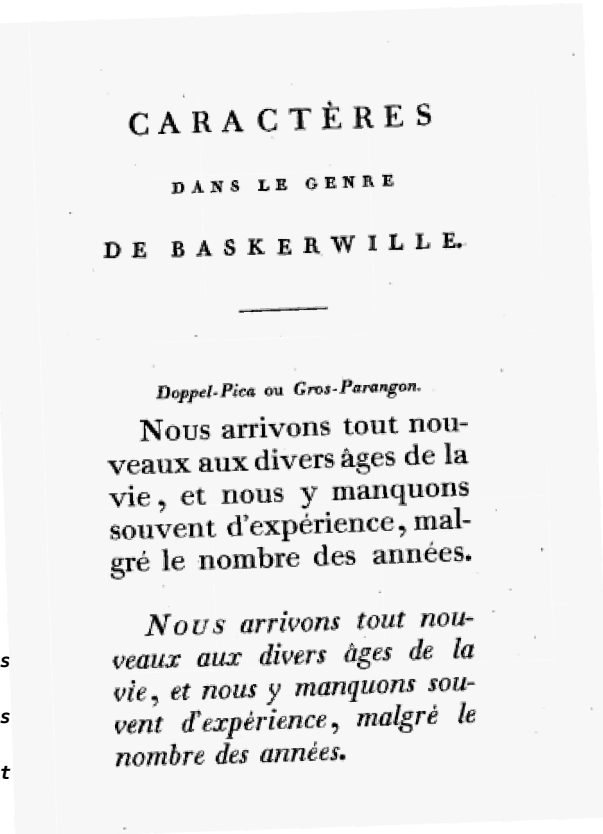 CARACTÈRES
DANS LE GENRE
DE BASKERWILLE.
Doppel-Pica ou Gros-Parangon.
Nous arrivons tout nou-
veaux aux divers âges de la
vie, et nous y manquons
souvent d'expérience, mal-
gré le nombre des années.
Nous arrivons tout nou-
veaux aux divers âges de la
vie, et nous y manquons sou-
vent d'expérience, malgré le
nombre des années.
s
s
t